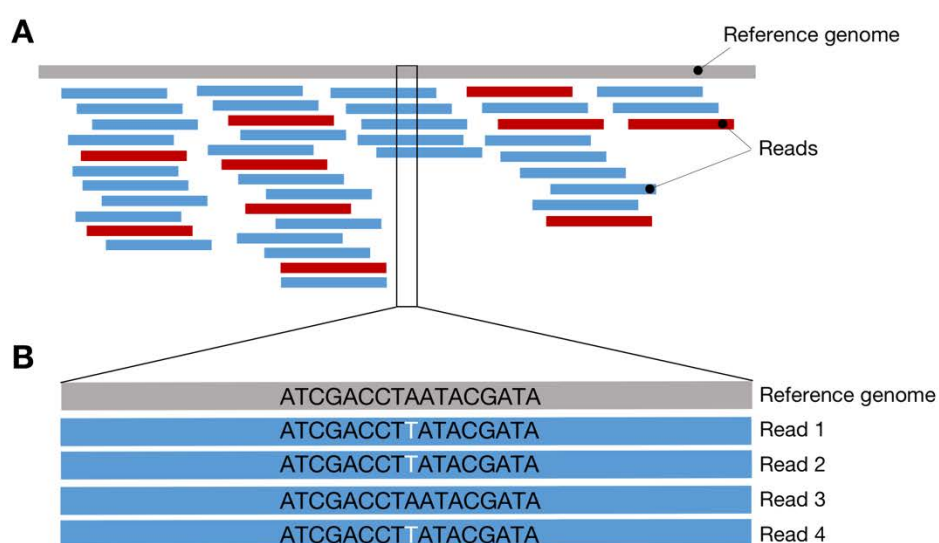 A
Reference genome
Reads
B
ATCGACCTAATACGATA Reference genome
ATCGACCTTATACGATA Read 1
ATCGACCTTATACGATA Read 2
ATCGACCTAATACGATA Read 3
ATCGACCTTATACGATA Read 4